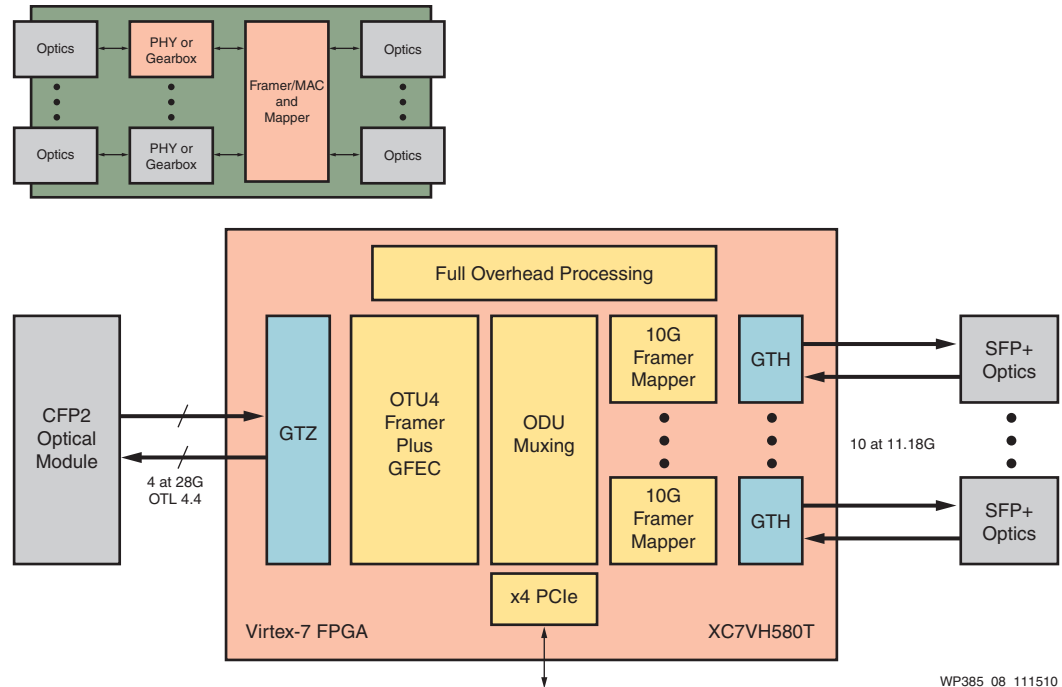 Optics
PHY or
Gearbox
Framer/MAC
and
Mapper
Optics
Optics
PHY or
Gearbox
Optics
Full Overhead Processing
CFP2
Optical
Module
4 at 28G
OTL 4.4
GTZ
OTU4
Framer
Plus
GFEC
ODU
Muxing
10G
Framer
Mapper
GTH
SFP+
Optics
10 at 11.18G
10G
Framer
Mapper
GTH
SFP+
Optics
x4 PCIe
Virtex-7 FPGA
XC7VH580T
WP385_08_111510